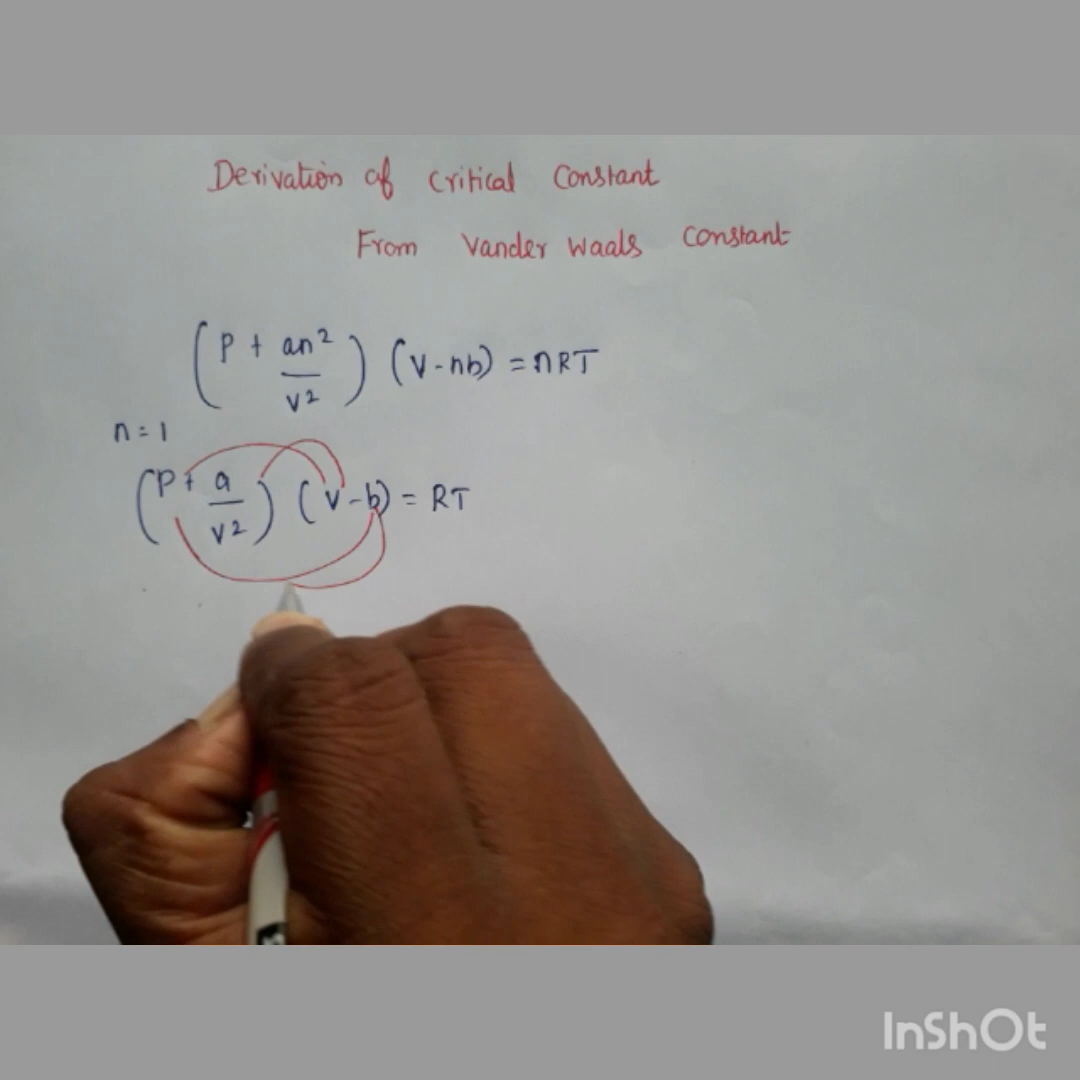 Derivation of critical Constant
From Vander Waals Constant
(P + an²/v²) (v-nb) = nRT
n = 1
(P + a/v²) (v-b) = RT
InShOt